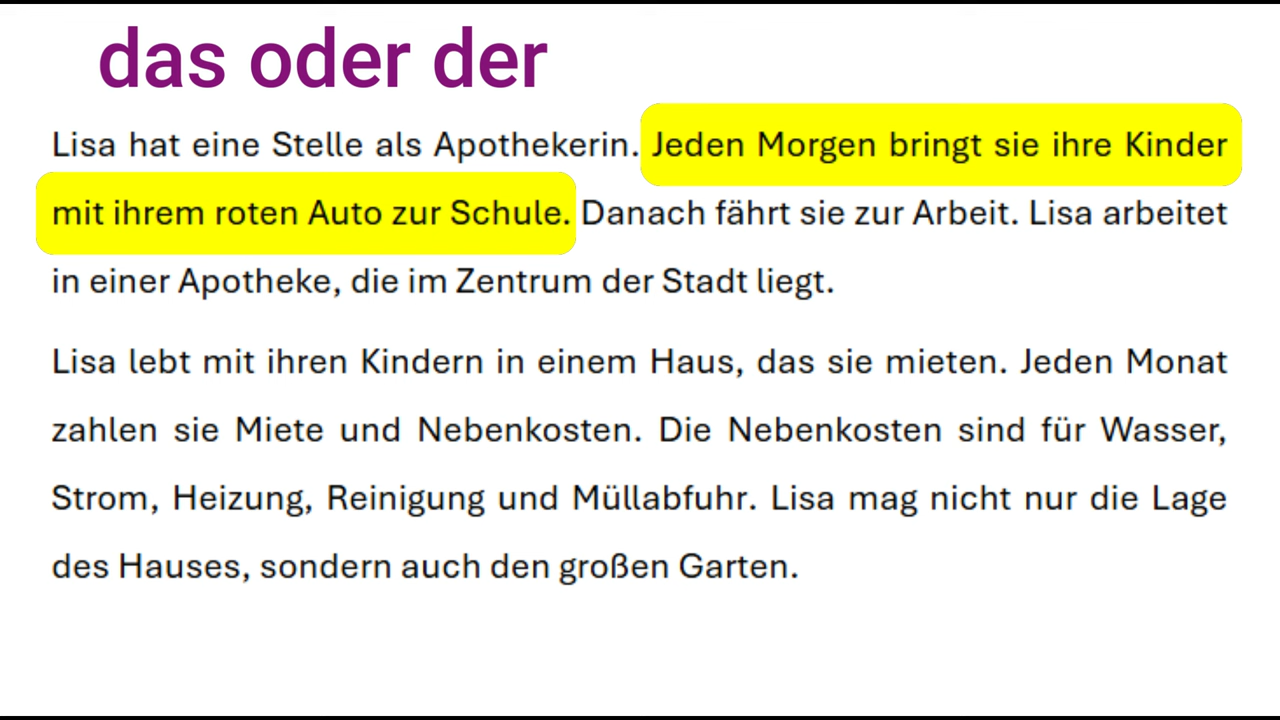 das oder der
Lisa hat eine Stelle als Apothekerin. Jeden Morgen bringt sie ihre Kinder
mit ihrem roten Auto zur Schule. Danach fährt sie zur Arbeit. Lisa arbeitet
in einer Apotheke, die im Zentrum der Stadt liegt.
Lisa lebt mit ihren Kindern in einem Haus, das sie mieten. Jeden Monat
zahlen sie Miete und Nebenkosten. Die Nebenkosten sind für Wasser,
Strom, Heizung, Reinigung und Müllabfuhr. Lisa mag nicht nur die Lage
des Hauses, sondern auch den großen Garten.